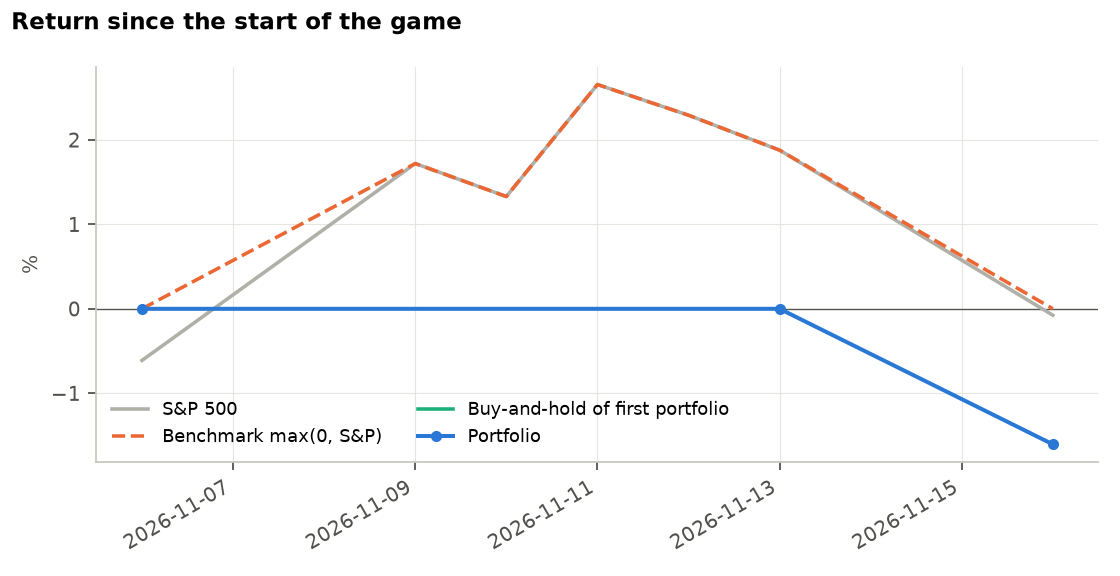 Return since the start of the game
%
2
1
0
−1
S&P 500
Benchmark max(0, S&P)
Buy-and-hold of first portfolio
Portfolio
2026-11-07
2026-11-09
2026-11-11
2026-11-13
2026-11-15